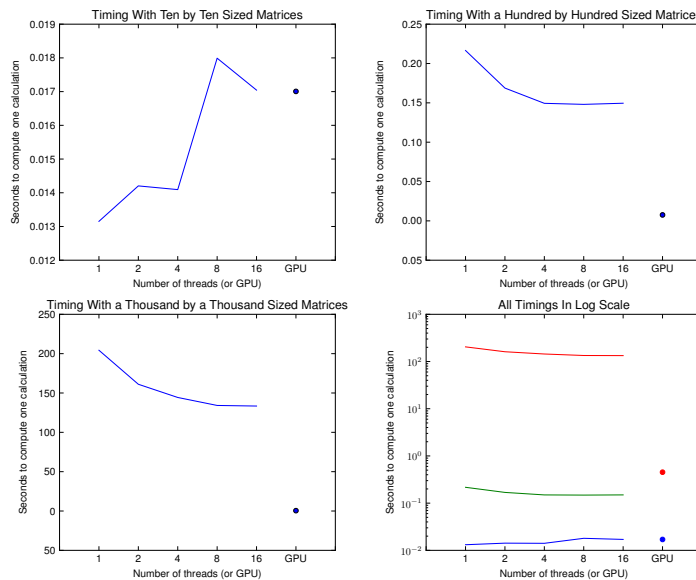 Timing With Ten by Ten Sized Matrices
Seconds to compute one calculation
0.019
0.018
0.017
0.016
0.015
0.014
0.013
0.012
1 2 4 8 16 GPU
Number of threads (or GPU)
Timing With a Hundred by Hundred Sized Matrice
Seconds to compute one calculation
0.25
0.20
0.15
0.10
0.05
0.00
0.05
1 2 4 8 16 GPU
Number of threads (or GPU)
Timing With a Thousand by a Thousand Sized Matrices
Seconds to compute one calculation
250
200
150
100
50
0
50
1 2 4 8 16 GPU
Number of threads (or GPU)
All Timings In Log Scale
Seconds to compute one calculation
10³
10²
10¹
10⁰
10⁻¹
10⁻²
1 2 4 8 16 GPU
Number of threads (or GPU)